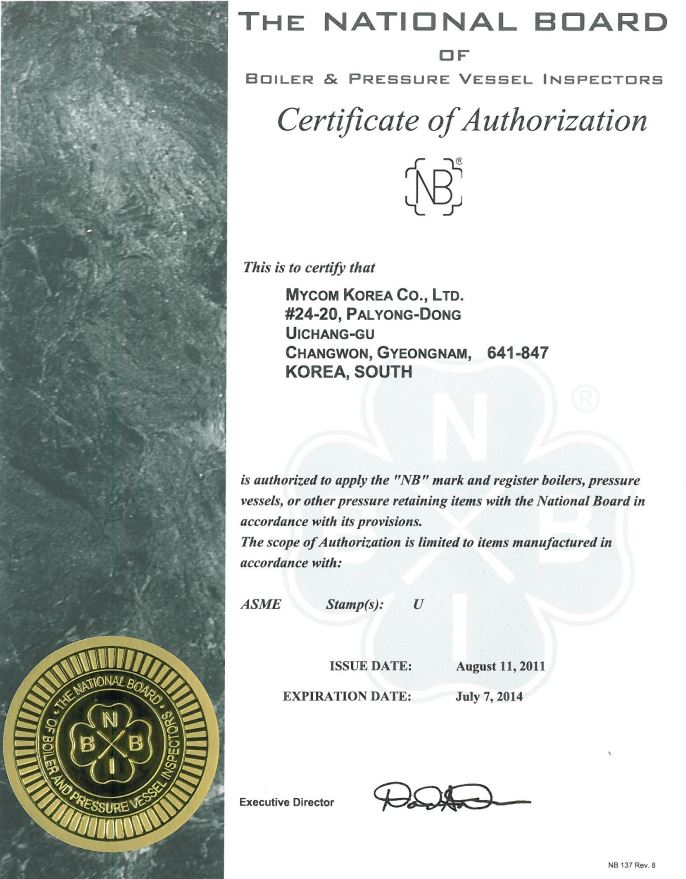 THE NATIONAL BOARD
OF
BOILER & PRESSURE VESSEL INSPECTORS
Certificate of Authorization
NB®
This is to certify that
MYCOM KOREA CO., LTD.
#24-20, PALYONG-DONG
UICHANG-GU
CHANGWON, GYEONGNAM, 641-847
KOREA, SOUTH
N B B I ®
is authorized to apply the "NB" mark and register boilers, pressure
vessels, or other pressure retaining items with the National Board in
accordance with its provisions.
The scope of Authorization is limited to items manufactured in
accordance with:
ASME Stamp(s): U
ISSUE DATE: August 11, 2011
EXPIRATION DATE: July 7, 2014
• THE NATIONAL BOARD •
OF BOILER AND PRESSURE VESSEL INSPECTORS
N
B B
I
Executive Director
NB 137 Rev. 8